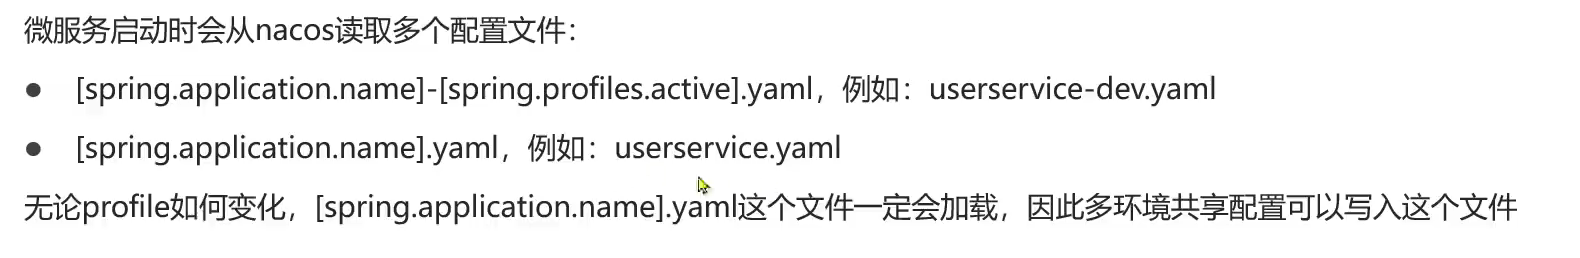 微服务启动时会从nacos读取多个配置文件：
● [spring.application.name]-[spring.profiles.active].yaml，例如：userservice-dev.yaml
● [spring.application.name].yaml，例如：userservice.yaml
无论profile如何变化，[spring.application.name].yaml这个文件一定会加载，因此多环境共享配置可以写入这个文件